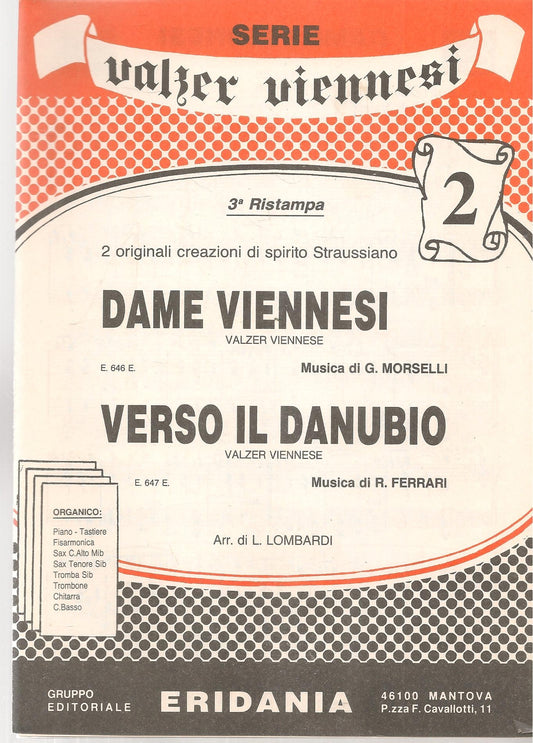 SERIE
valzer viennesi
2
3ª Ristampa
2 originali creazioni di spirito Straussiano
DAME VIENNESI
VALZER VIENNESE
E. 646 E.
Musica di G. MORSELLI
VERSO IL DANUBIO
VALZER VIENNESE
E. 647 E.
Musica di R. FERRARI
Arr. di L. LOMBARDI
ORGANICO:
Piano - Tastiere
Fisarmonica
Sax C.Alto Mib
Sax Tenore Sib
Tromba Sib
Trombone
Chitarra
C.Basso
GRUPPO
EDITORIALE
ERIDANIA
46100 MANTOVA
P.zza F. Cavallotti, 11